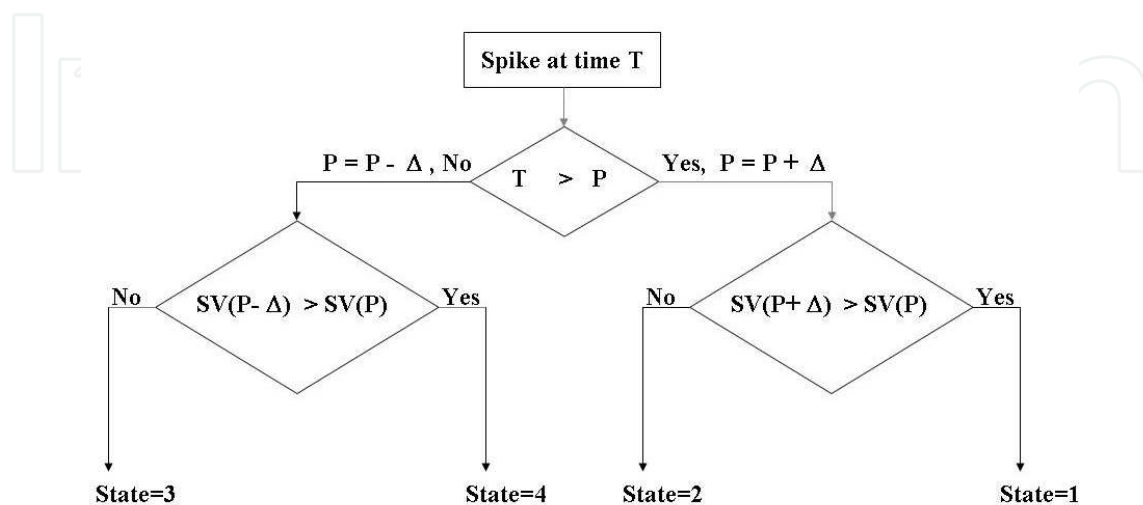 Spike at time T
P = P - Δ , No
Yes, P = P + Δ
T > P
No
SV(P- Δ) > SV(P)
Yes
No
SV(P+ Δ) > SV(P)
Yes
State=3
State=4
State=2
State=1